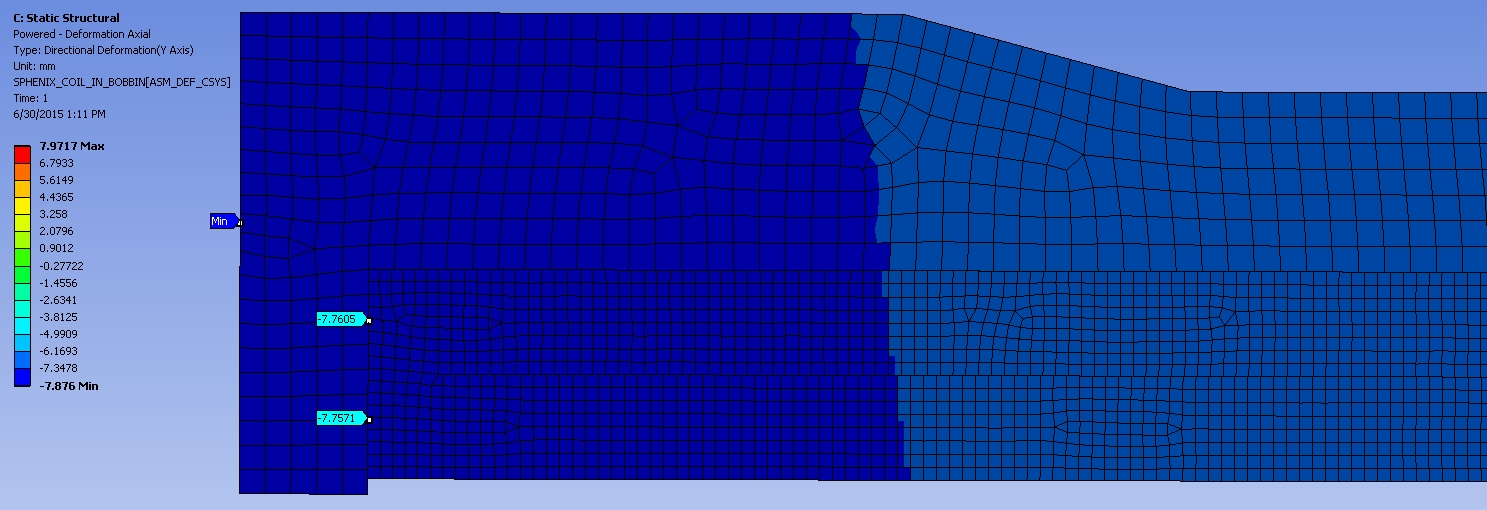 C: Static Structural
Powered - Deformation Axial
Type: Directional Deformation(Y Axis)
Unit: mm
SPHENIX_COIL_IN_BOBBIN[ASM_DEF_CSYS]
Time: 1
6/30/2015 1:11 PM
7.9717 Max
6.7933
5.6149
4.4365
3.258
2.0796
0.9012
-0.27722
-1.4556
-2.6341
-3.8125
-4.9909
-6.1693
-7.3478
-7.876 Min
Min
-7.7605
-7.7571